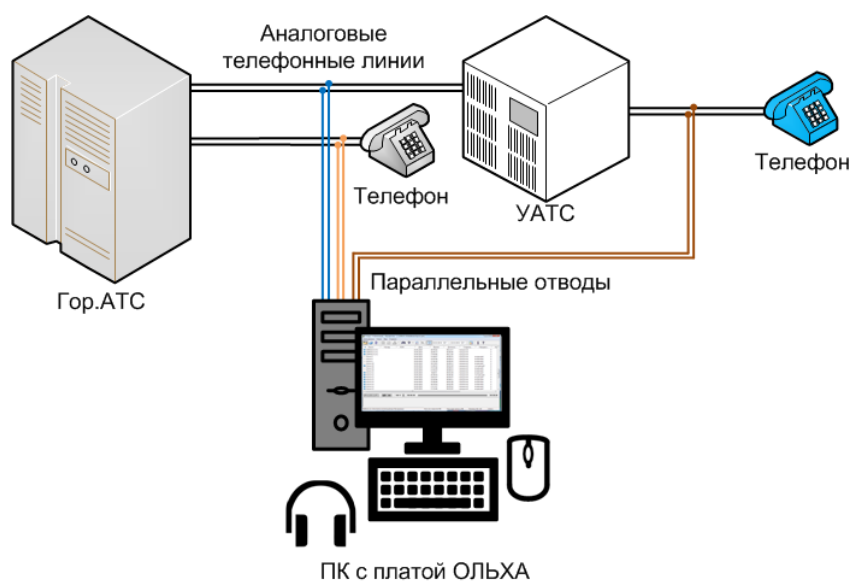 Аналоговые
телефонные линии
Телефон
Телефон
УАТС
Гор.АТС
Параллельные отводы
ПК с платой ОЛЬХА